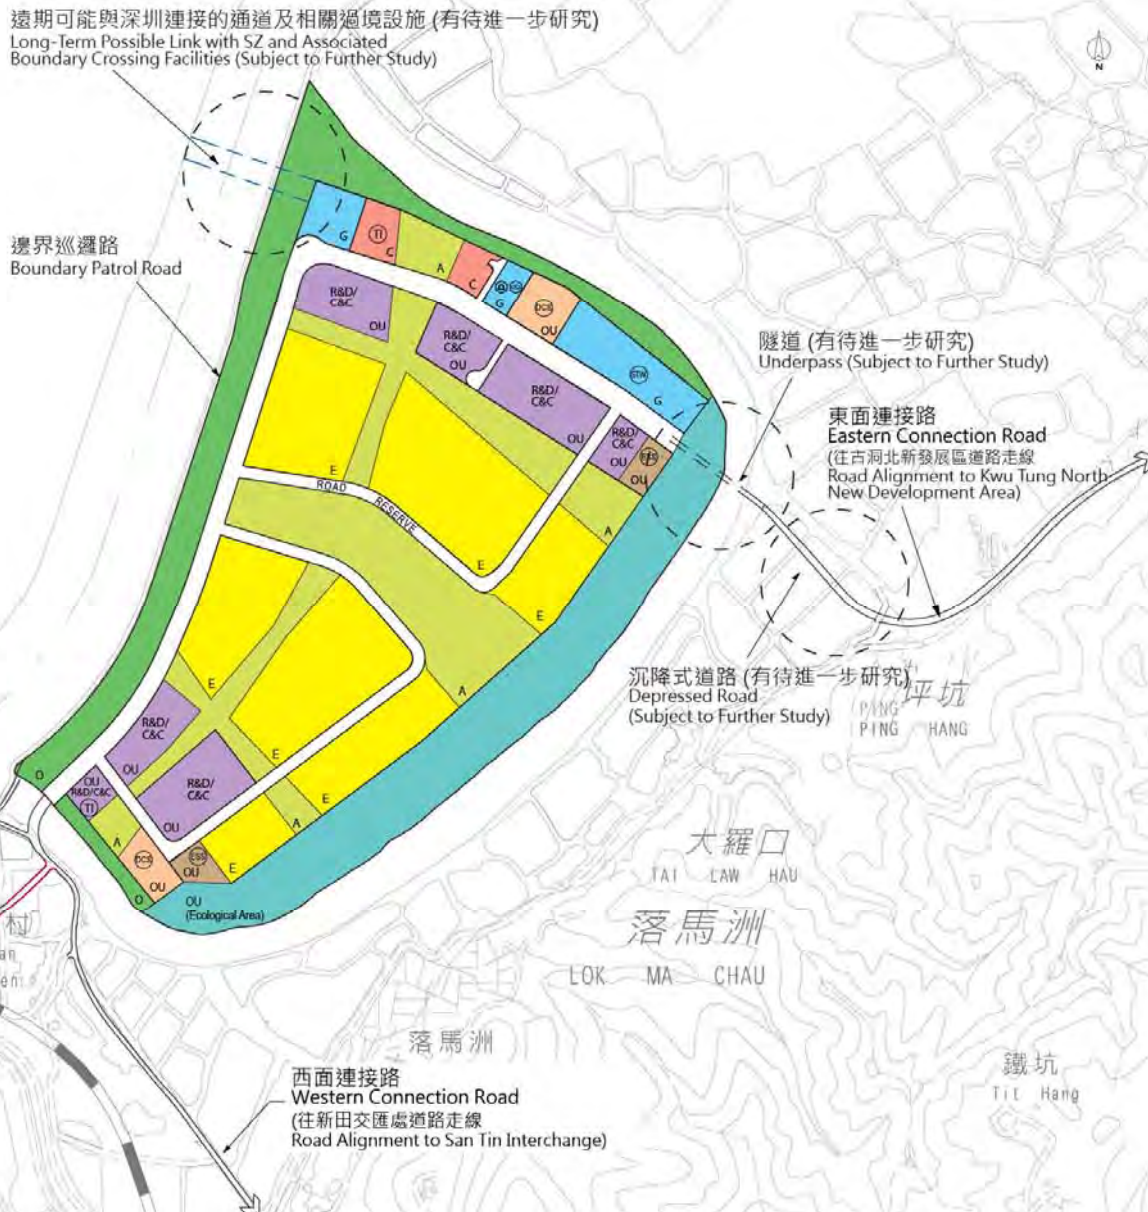 遠期可能與深圳連接的通道及相關過境設施 (有待進一步研究)
Long-Term Possible Link with SZ and Associated
Boundary Crossing Facilities (Subject to Further Study)
N
邊界巡邏路
Boundary Patrol Road
G
TI
C
A
C
G
DCS
OU
STW
G
R&D/
C&C
OU
R&D/
C&C
OU
R&D/
C&C
OU
R&D/
C&C
OU
OU
隧道 (有待進一步研究)
Underpass (Subject to Further Study)
東面連接路
Eastern Connection Road
(往古洞北新發展區道路走線
Road Alignment to Kwu Tung North
New Development Area)
E
ROAD RESERVE
E
A
E
A
沉降式道路 (有待進一步研究)
Depressed Road
(Subject to Further Study)
坪坑
PING
PING HANG
E
E
E
A
E
R&D/
C&C
OU
R&D/
C&C
OU
O
OU
R&D/C&C
TI
A
DCS
OU
ESS
OU
O
OU
(Ecological Area)
大羅口
TAI LAW HAU
落馬洲
LOK MA CHAU
村
an
en
落馬洲
鐵坑
Tit Hang
西面連接路
Western Connection Road
(往新田交匯處道路走線
Road Alignment to San Tin Interchange)